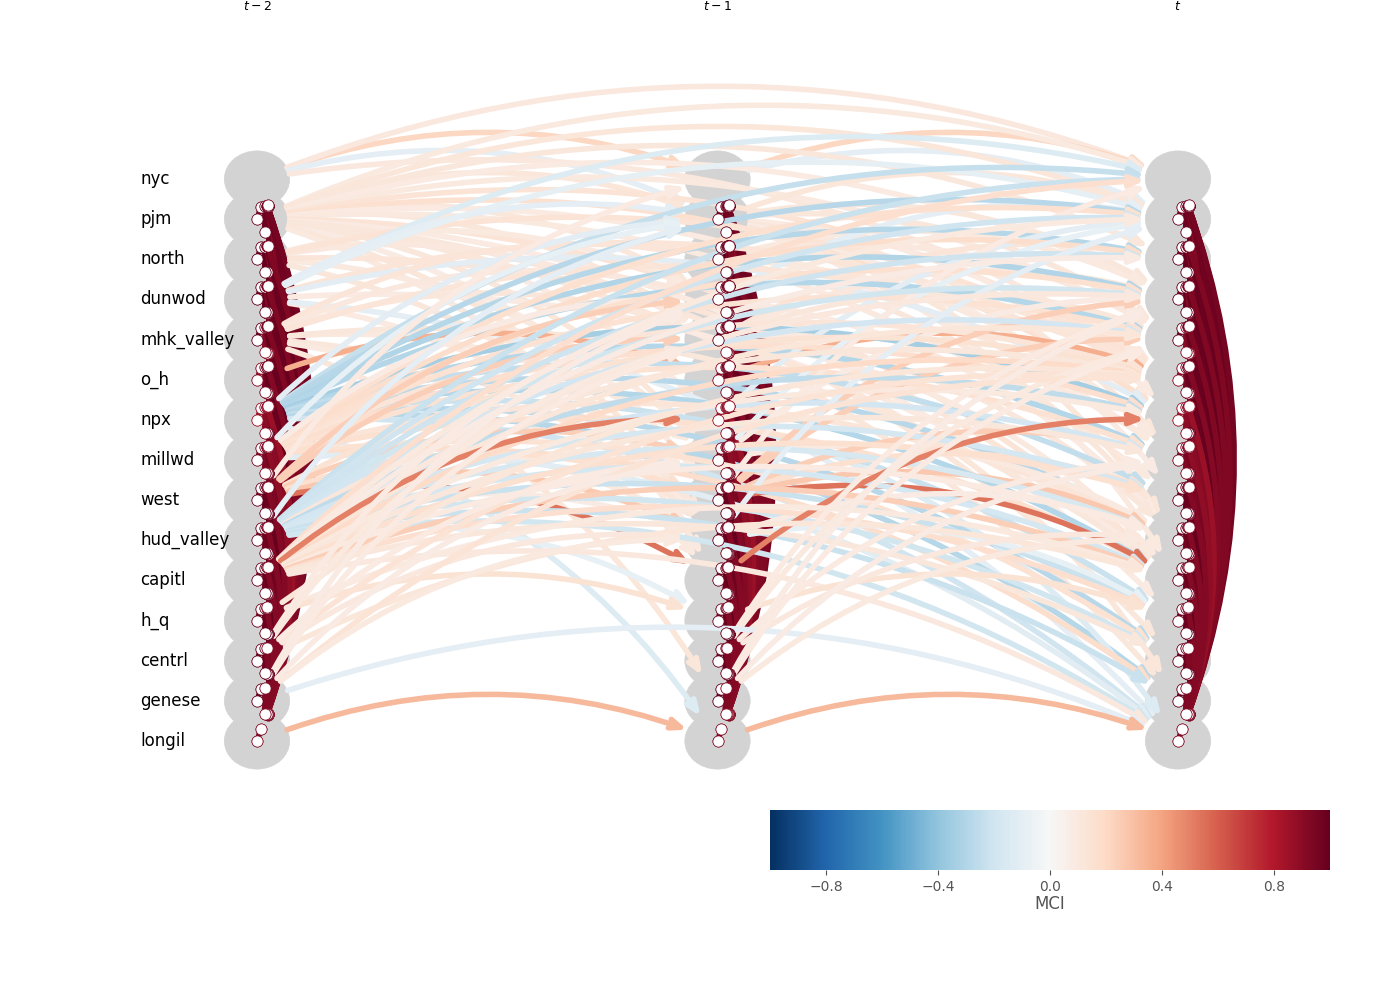 t − 2 t − 1 t
nyc
pjm
north
dunwod
mhk_valley
o_h
npx
millwd
west
hud_valley
capitl
h_q
centrl
genese
longil
−0.8 −0.4 0.0 0.4 0.8
MCI